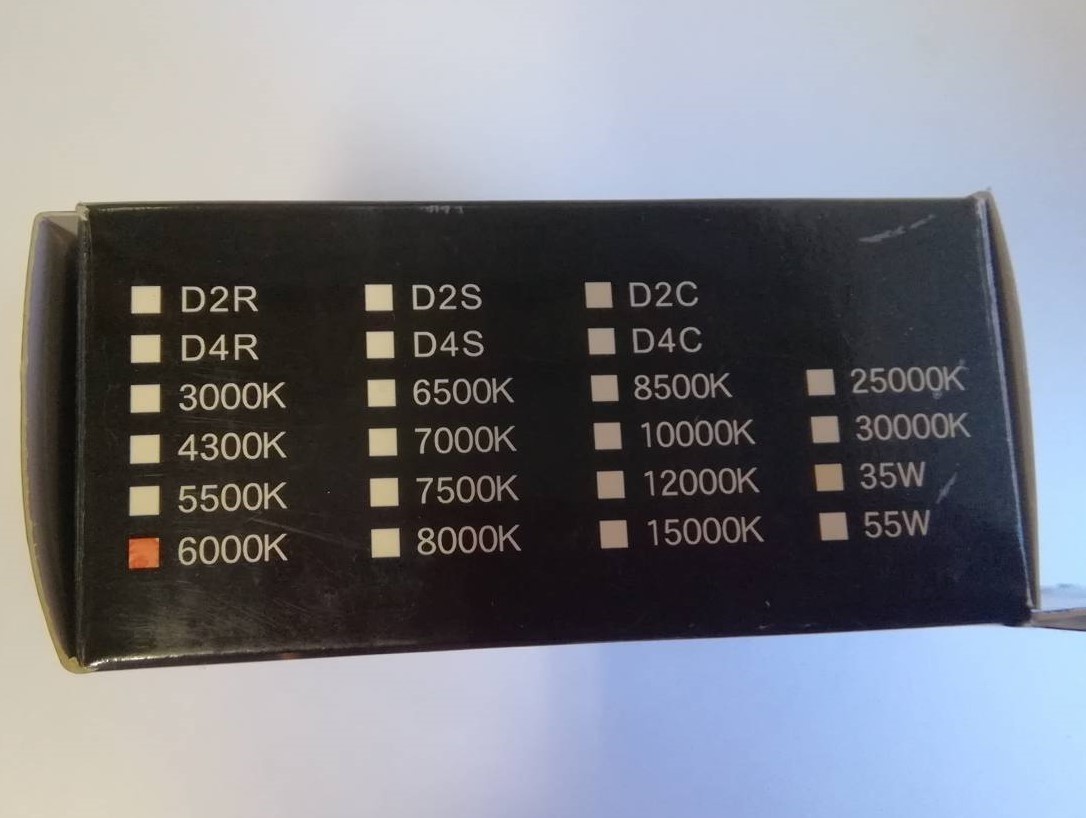 D2R D2S D2C
D4R D4S D4C
3000K 6500K 8500K 25000K
4300K 7000K 10000K 30000K
5500K 7500K 12000K 35W
6000K 8000K 15000K 55W